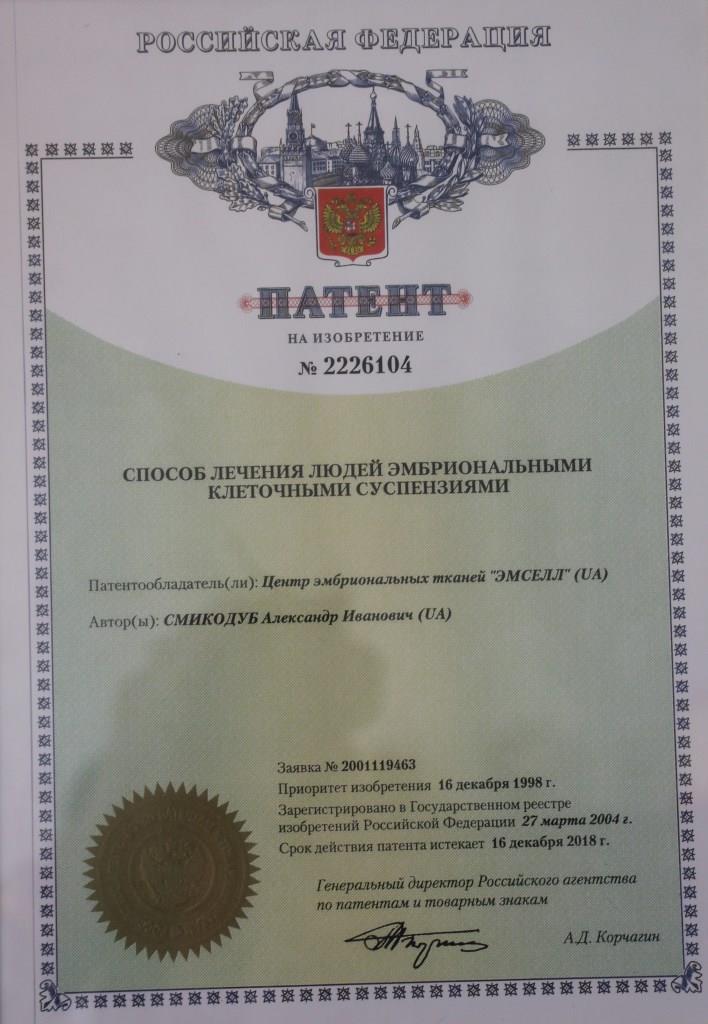 РОССИЙСКАЯ ФЕДЕРАЦИЯ
ПАТЕНТ
НА ИЗОБРЕТЕНИЕ
№ 2226104
СПОСОБ ЛЕЧЕНИЯ ЛЮДЕЙ ЭМБРИОНАЛЬНЫМИ
КЛЕТОЧНЫМИ СУСПЕНЗИЯМИ
Патентообладатель(ли): Центр эмбриональных тканей "ЭМСЕЛЛ" (UA)
Автор(ы): СМИКОДУБ Александр Иванович (UA)
Заявка № 2001119463
Приоритет изобретения 16 декабря 1998 г.
Зарегистрировано в Государственном реестре
изобретений Российской Федерации 27 марта 2004 г.
Срок действия патента истекает 16 декабря 2018 г.
Генеральный директор Российского агентства
по патентам и товарным знакам
А.Д. Корчагин